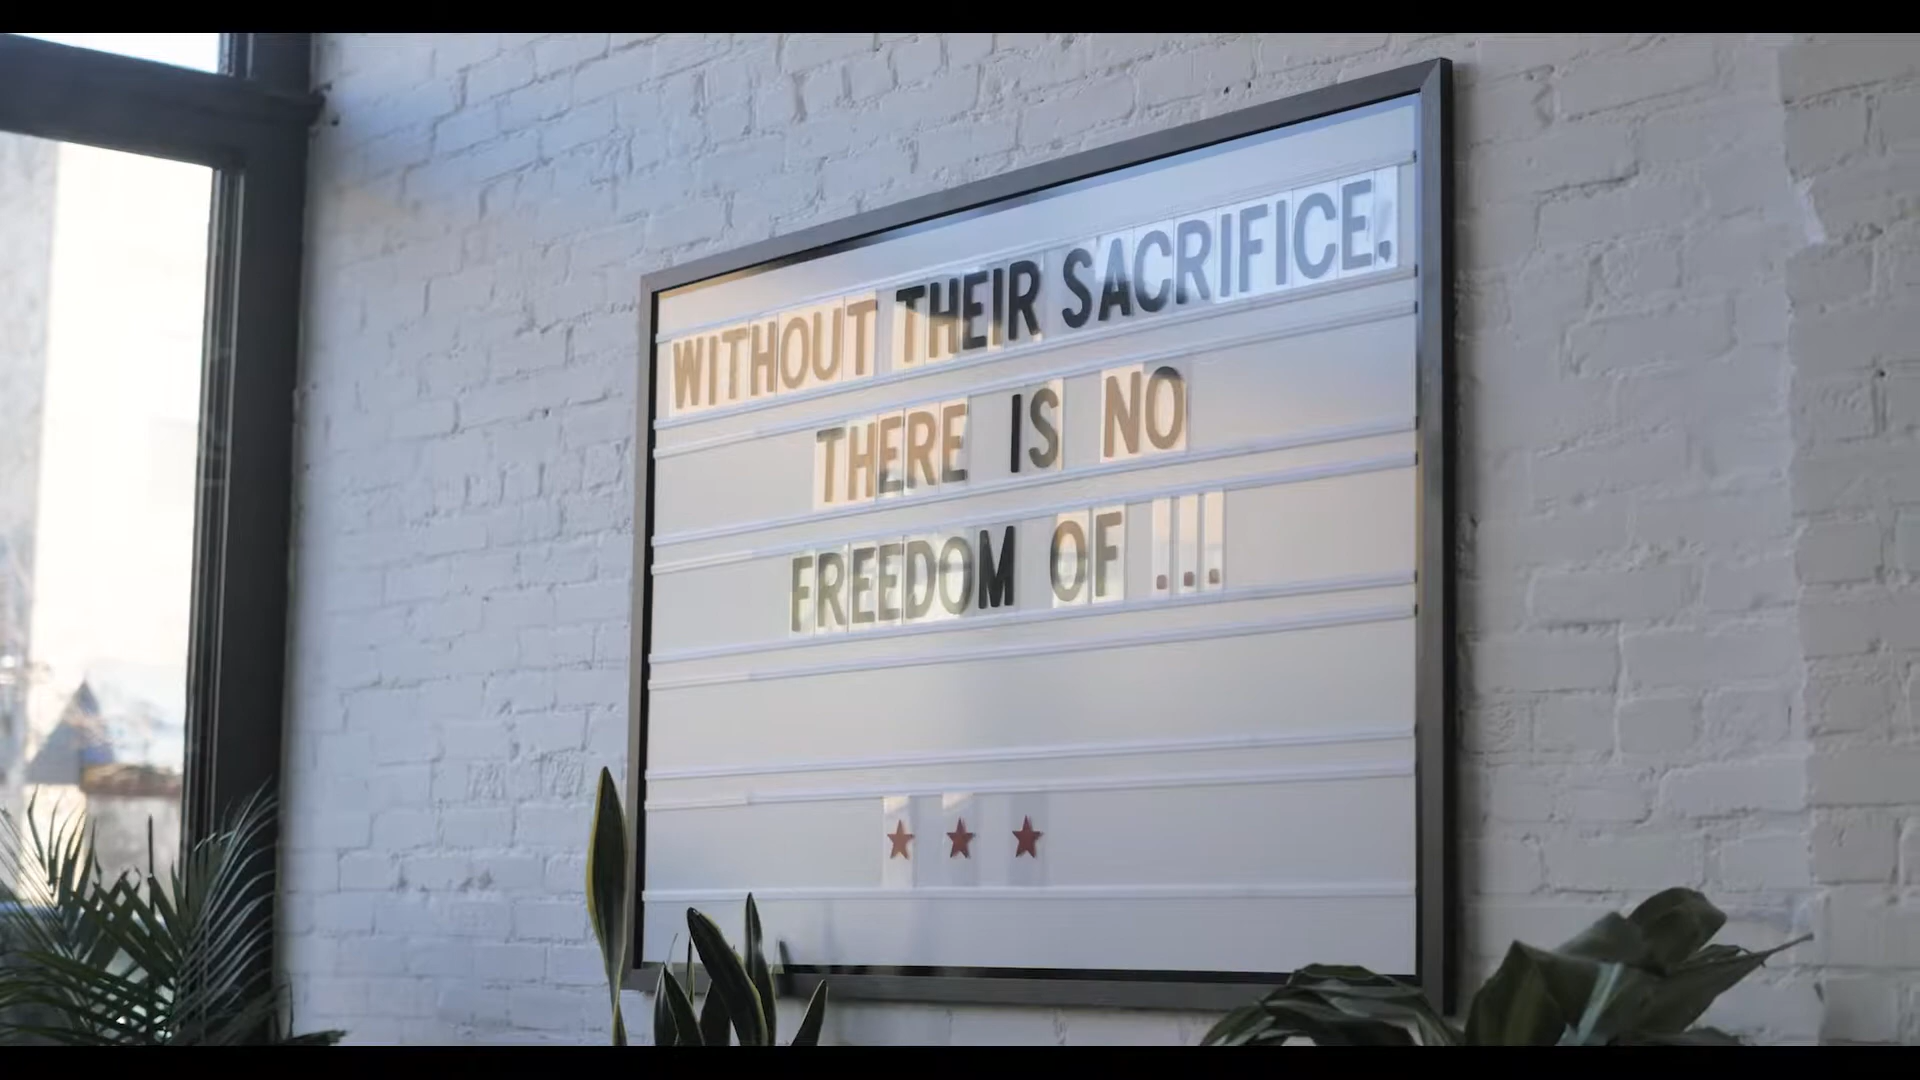 WITHOUT THEIR SACRIFICE,
THERE IS NO
FREEDOM OF ...